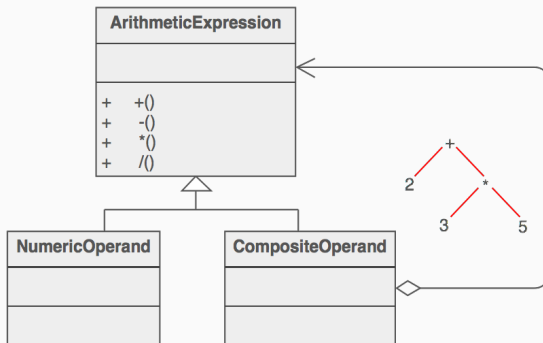 ArithmeticExpression
+ +()
+ -()
+ *()
+ /()
+
2 *
3 5
NumericOperand
CompositeOperand